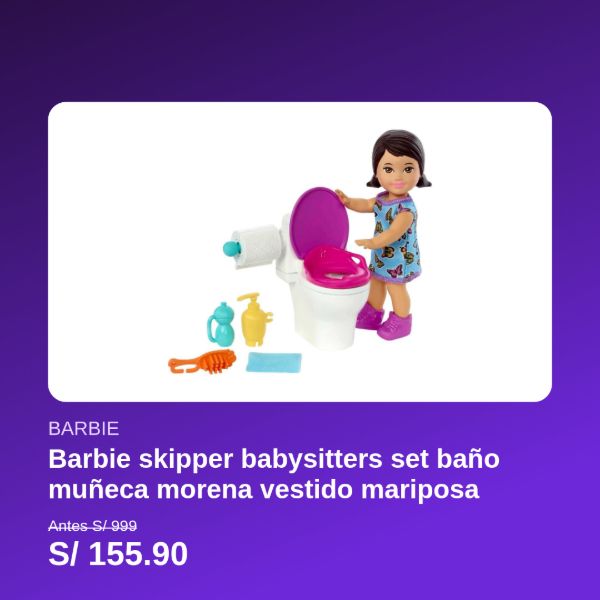 BARBIE
Barbie skipper babysitters set baño
muñeca morena vestido mariposa
Antes S/ 999
S/ 155.90